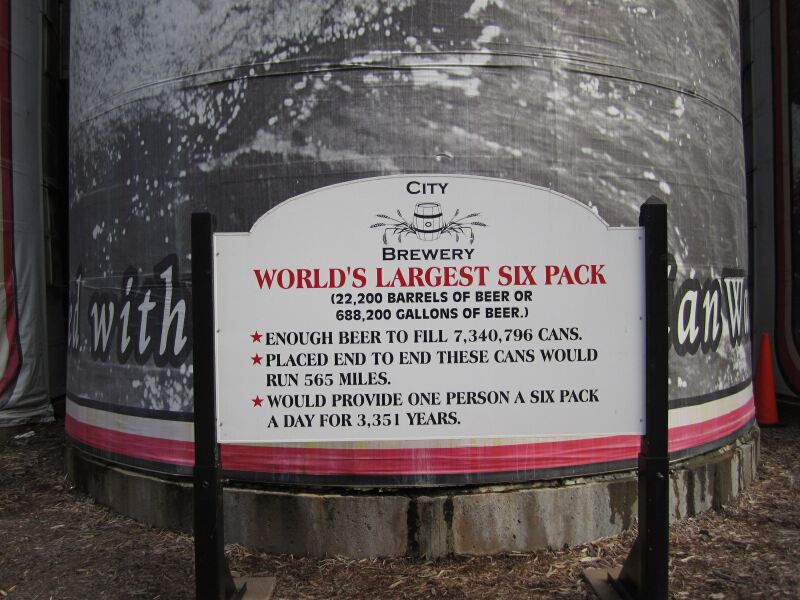 CITY
BREWERY
WORLD'S LARGEST SIX PACK
(22,200 BARRELS OF BEER OR
688,200 GALLONS OF BEER.)
★ENOUGH BEER TO FILL 7,340,796 CANS.
★PLACED END TO END THESE CANS WOULD
RUN 565 MILES.
★WOULD PROVIDE ONE PERSON A SIX PACK
A DAY FOR 3,351 YEARS.
with